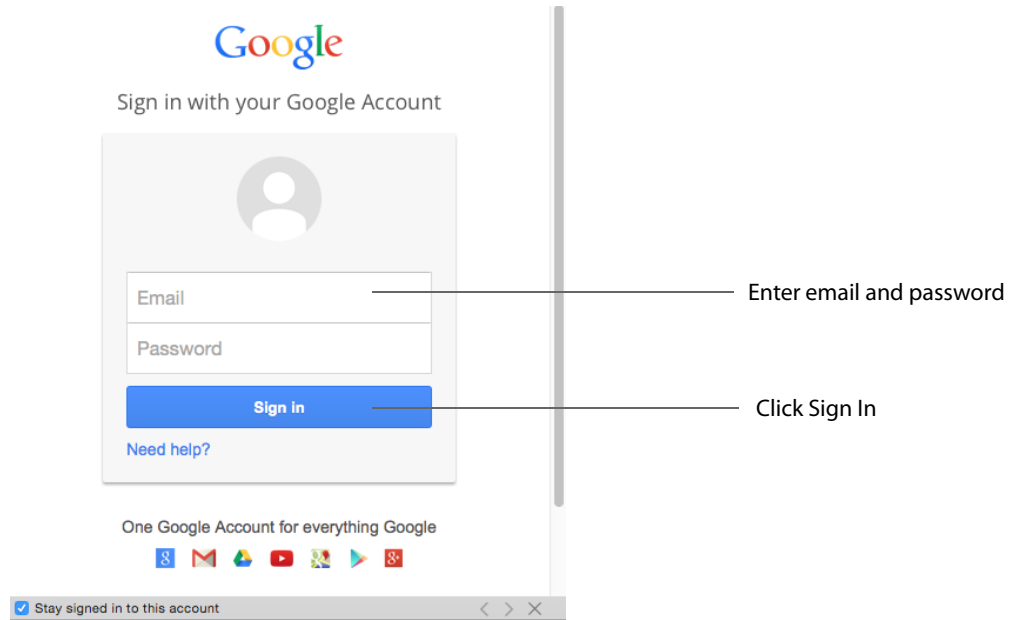 Google
Sign in with your Google Account
Email
Enter email and password
Password
Sign in
Click Sign In
Need help?
One Google Account for everything Google
Stay signed in to this account